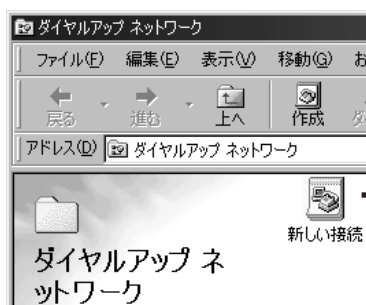 ダイヤルアップ ネットワーク
ファイル(F) 編集(E) 表示(V) 移動(G) お
戻る 進む 上へ 作成 ダ
アドレス(D) ダイヤルアップ ネットワーク
新しい接続
ダイヤルアップ ネ
ットワーク